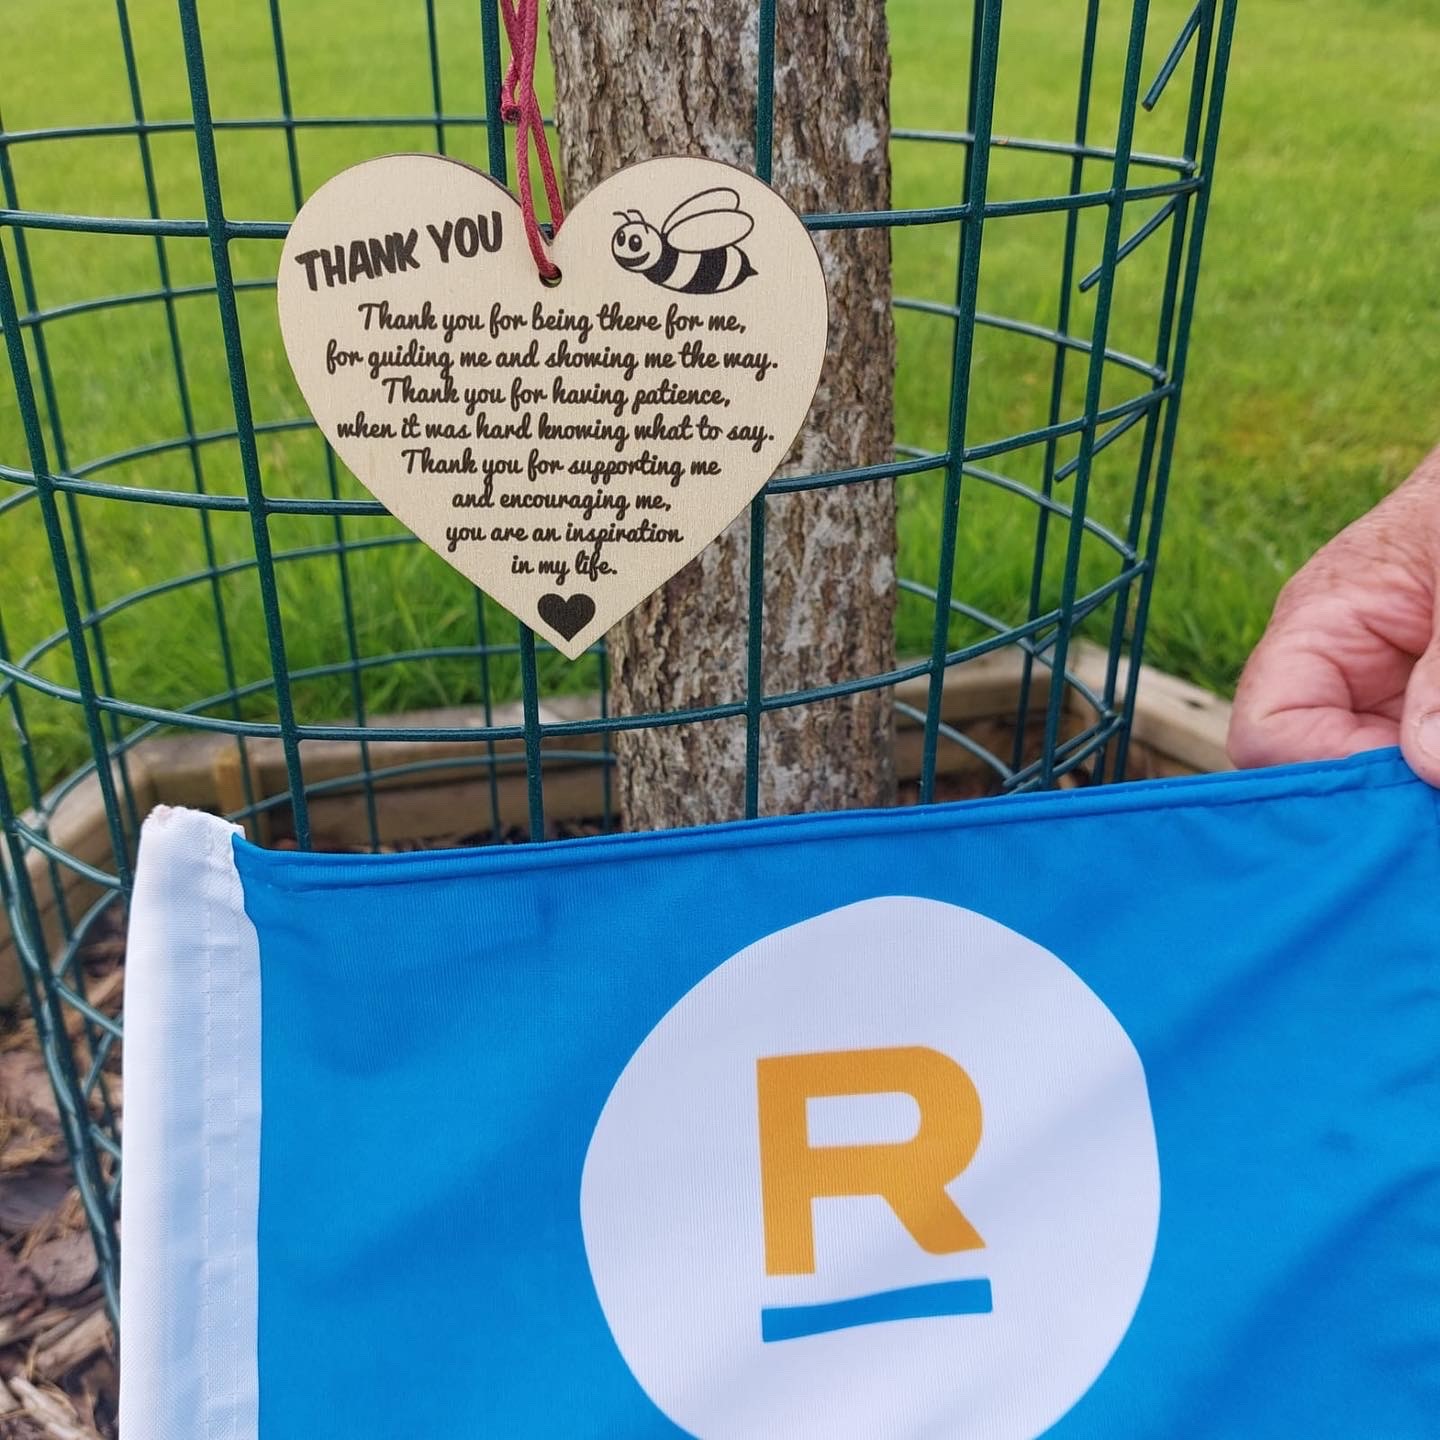 THANK YOU
Thank you for being there for me,
for guiding me and showing me the way.
Thank you for having patience,
when it was hard knowing what to say.
Thank you for supporting me
and encouraging me,
you are an inspiration
in my life.
R